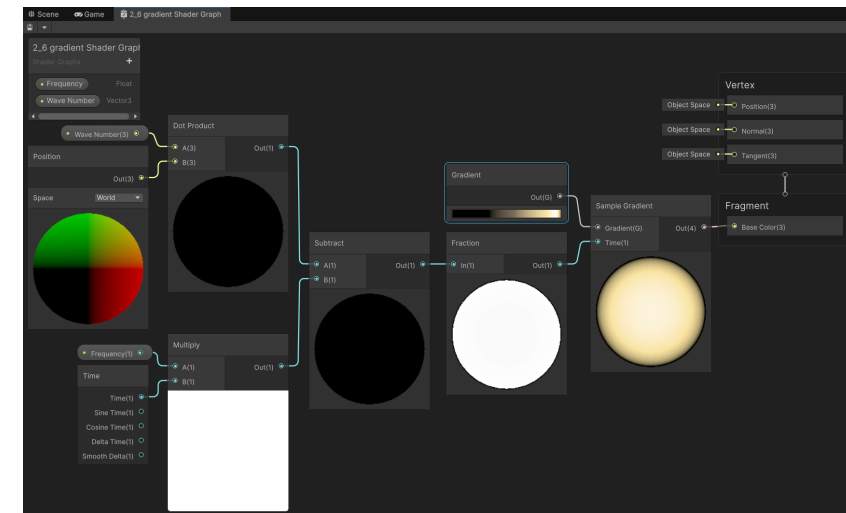 Scene
Game
2_6 gradient Shader Graph
2_6 gradient Shader Graph
Shader Graphs
+
Frequency
Float
Wave Number
Vector3
Wave Number(3)
Position
Out(3)
Space
World
Dot Product
A(3)
Out(1)
B(3)
Frequency(1)
Time
Time(1)
Sine Time(1)
Cosine Time(1)
Delta Time(1)
Smooth Delta(1)
Multiply
A(1)
Out(1)
B(1)
Subtract
A(1)
Out(1)
B(1)
Gradient
Out(G)
Fraction
In(1)
Out(1)
Sample Gradient
Gradient(G)
Out(4)
Time(1)
Vertex
Object Space
Position(3)
Object Space
Normal(3)
Object Space
Tangent(3)
Fragment
Base Color(3)